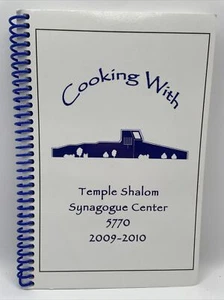 Cooking With
Temple Shalom
Synagogue Center
5770
2009-2010